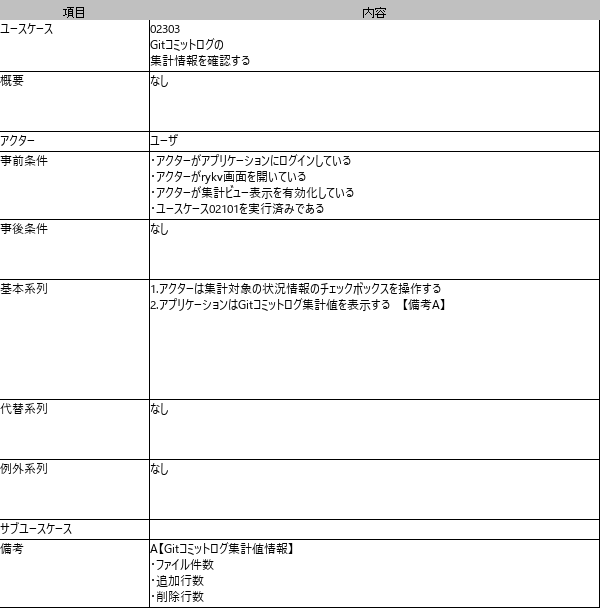 項目 内容
ユースケース 02303
Gitコミットログの
集計情報を確認する
概要 なし
アクター ユーザ
事前条件 ・アクターがアプリケーションにログインしている
・アクターがrykv画面を開いている
・アクターが集計ビュー表示を有効化している
・ユースケース02101を実行済みである
事後条件 なし
基本系列 1.アクターは集計対象の状況情報のチェックボックスを操作する
2.アプリケーションはGitコミットログ集計値を表示する 【備考A】
代替系列 なし
例外系列 なし
サブユースケース
備考 A【Gitコミットログ集計値情報】
・ファイル件数
・追加行数
・削除行数